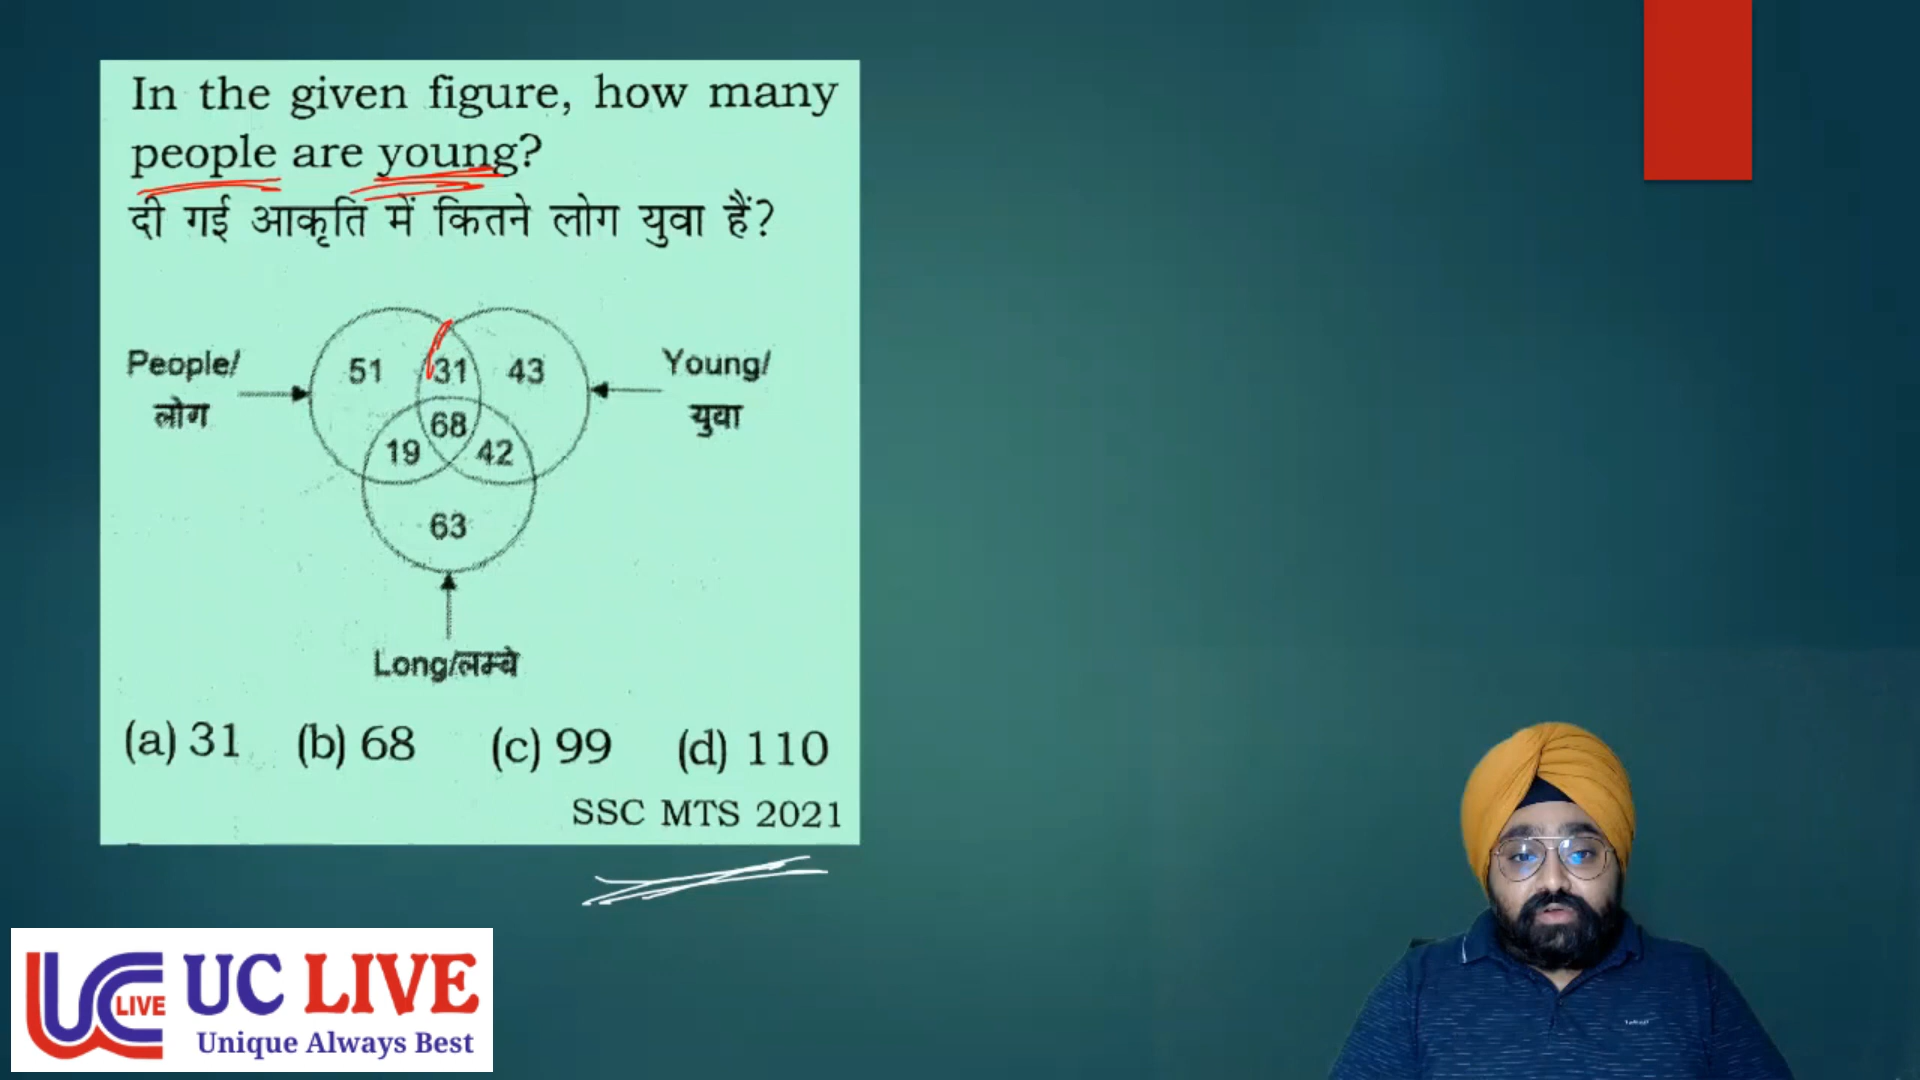 In the given figure, how many
people are young?
दी गई आकृति में कितने लोग युवा हैं?
People/
लोग
51
31
43
Young/
युवा
68
19
42
63
Long/लम्बे
(a) 31 (b) 68 (c) 99 (d) 110
SSC MTS 2021
LIVE
UC LIVE
Unique Always Best